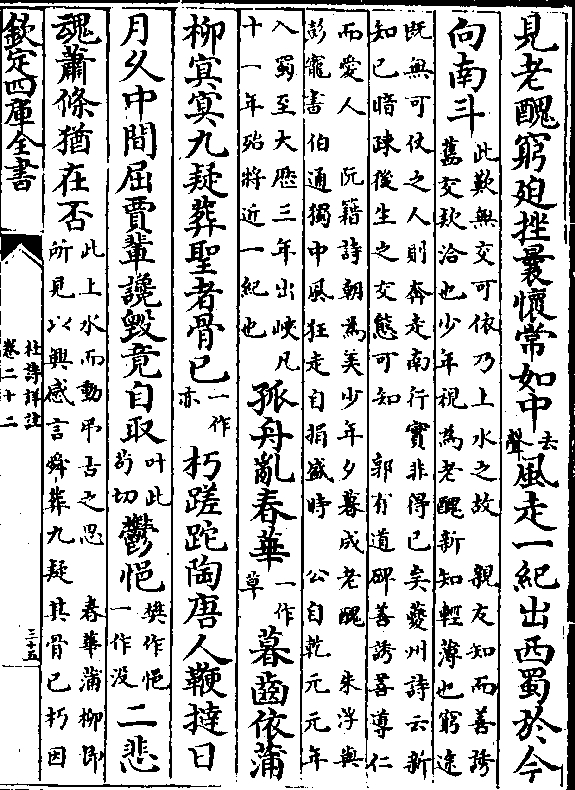 見老醜窮廹挫曩懷常如中去聲風走一紀出西蜀於今
向南斗
此歎無交可依乃上水之故 親友知而善誘
舊交欵洽也少年視為老醜新知輕薄也窮途
既無可仗之人則奔走南行實非得已矣夔州詩云新
知已暗疎後生之交態可知 郭有道碑善誘善導仁
而愛人 阮籍詩朝為美少年夕暮成老醜 朱浮與
彭寵書伯通獨中風狂走自捐盛時 公自乾元元年
入蜀至大厯三年出峽凡
十一年殆將近一紀也
孤舟亂春華一作草暮齒依蒲
柳㝠㝠九疑葬聖者骨已一作亦朽蹉跎陶唐人鞭撻日
月久中間屈賈輩讒毀竟自取叶此苟切鬱悒樊作悒一作没二悲
魂蕭條猶在否
此上水而動弔古之思 春華蒲柳即
所見以興感言舜葬九疑其骨已朽因
欽定四庫全書
杜詩詳註
卷二十二
三十五